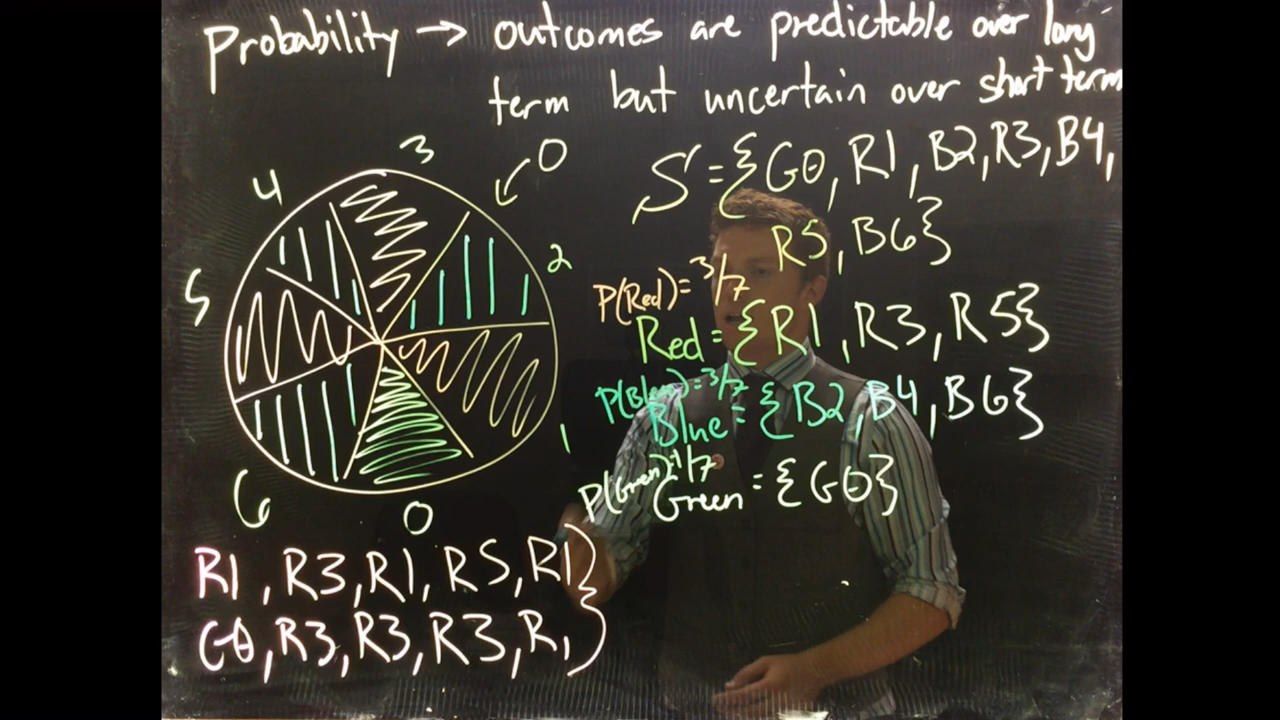 Probability → outcomes are predictable over long
term but uncertain over short term
3
O
4
S = {G0, R1, B2, R3, B4,
R5, B6}
2
5
P(Red) = 3/7
Red = {R1, R3, R5}
P(Blue) = 3/7
Blue = {B2, B4, B6}
1
P(Green) = 1/7
Green = {G0}
6
0
R1, R3, R1, R5, R1}
G0, R3, R3, R3, R1